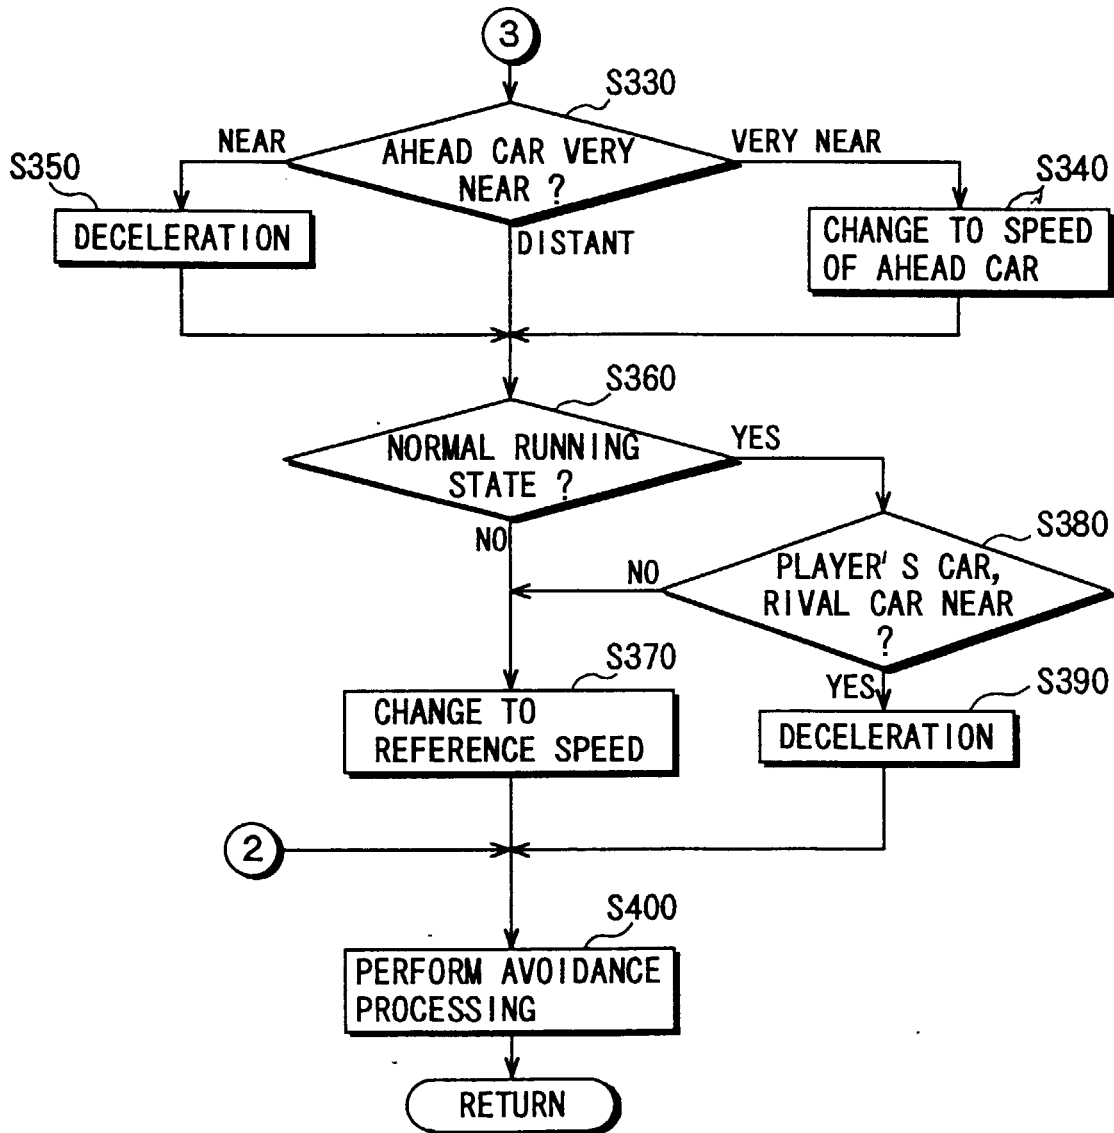 3
S330
NEAR
AHEAD CAR VERY
NEAR ?
VERY NEAR
S350
DECELERATION
S340
CHANGE TO SPEED
OF AHEAD CAR
DISTANT
S360
NORMAL RUNNING
STATE ?
YES
NO
S380
NO
PLAYER'S CAR,
RIVAL CAR NEAR
?
S370
CHANGE TO
REFERENCE SPEED
YES
S390
DECELERATION
2
S400
PERFORM AVOIDANCE
PROCESSING
RETURN